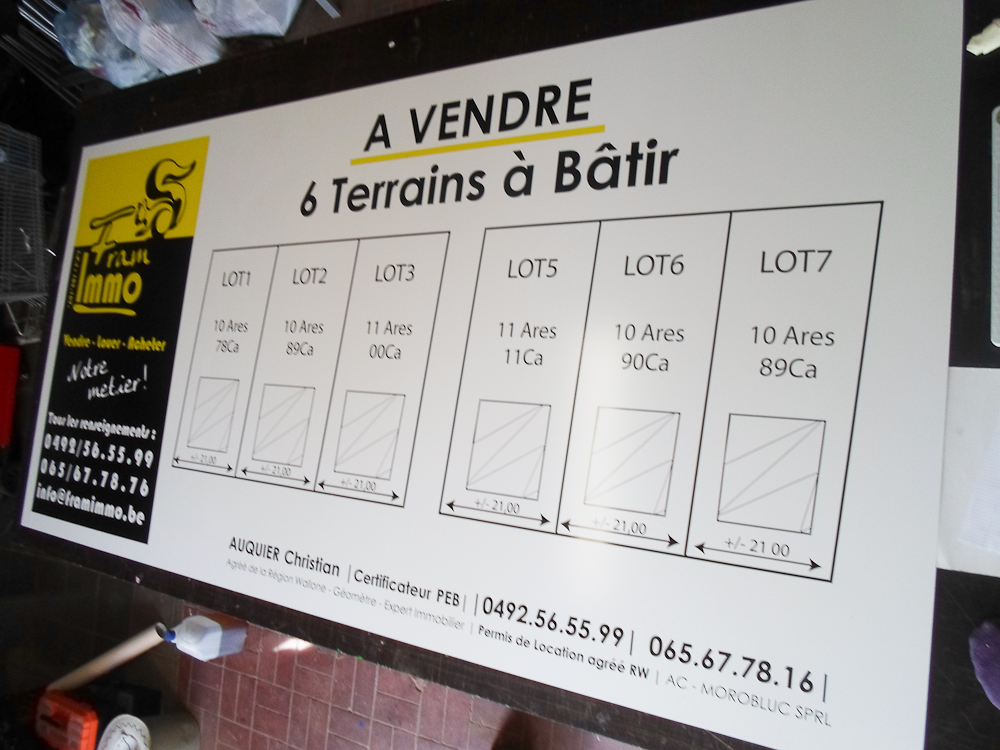 A VENDRE
6 Terrains à Bâtir
Fram
Immo
Vendre - Louer - Acheter
Notre
métier!
Tous les renseignements :
0492/56.55.99
065/67.78.76
info@framimmo.be
LOT1
10 Ares
78Ca
+/- 21,00
LOT2
10 Ares
89Ca
+/- 21,00
LOT3
11 Ares
00Ca
+/- 21,00
LOT5
11 Ares
11Ca
+/- 21,00
LOT6
10 Ares
90Ca
+/- 21,00
LOT7
10 Ares
89Ca
+/- 21 00
AUQUIER Christian | Certificateur PEB | | 0492.56.55.99 | 065.67.78.16 |
Agréé de la Région Wallone - Géomètre - Expert Immobilier | Permis de Location agréé RW | AC - MOROBLUC SPRL